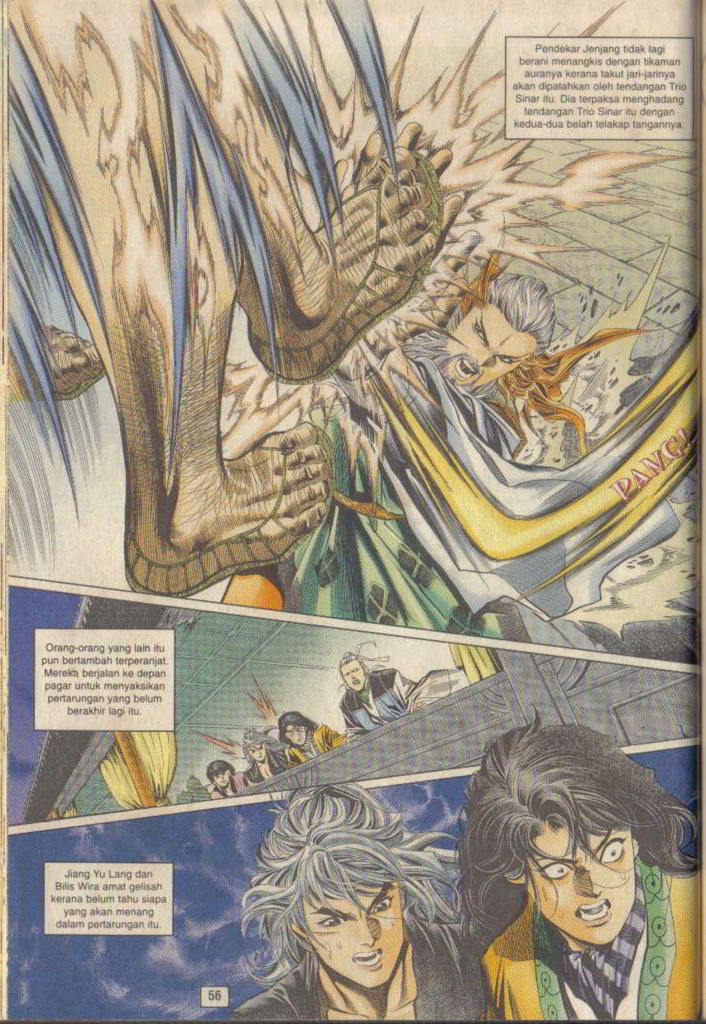 Pendekar Jenjang tidak lagi
berani menangkis dengan tikaman
auranya kerana takut jari-jarinya
akan dipatahkan oleh tendangan Trio
Sinar itu. Dia terpaksa menghadang
tendangan Trio Sinar itu dengan
kedua-dua belah telakap tangannya.
PANG!
Orang-orang yang lain itu
pun bertambah terperanjat.
Mereka berjalan ke depan
pagar untuk menyaksikan
pertarungan yang belum
berakhir lagi itu.
Jiang Yu Lang dan
Bilis Wira amat gelisah
kerana belum tahu siapa
yang akan menang
dalam pertarungan itu.
56